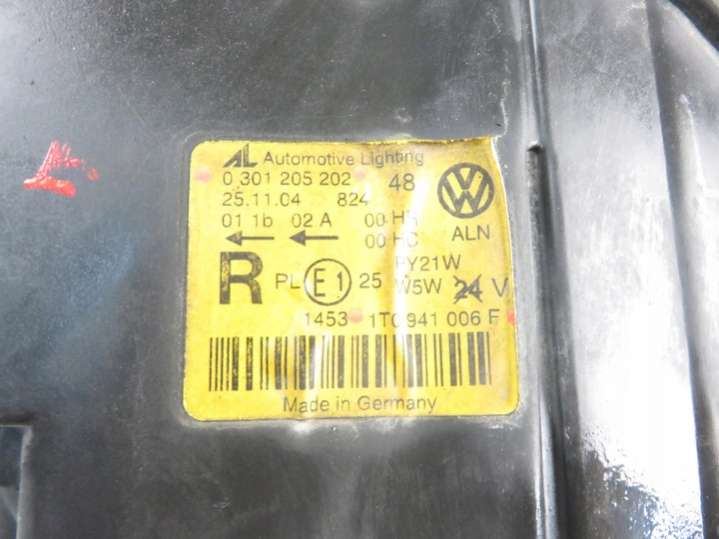 AL Automotive Lighting
0 301 205 202 48
25.11.04 824
01 1b 02 A 00 HR
00 HC ALN
R PL E1 25 PY21W
W5W 24 V
1453 1T0 941 006 F
Made in Germany